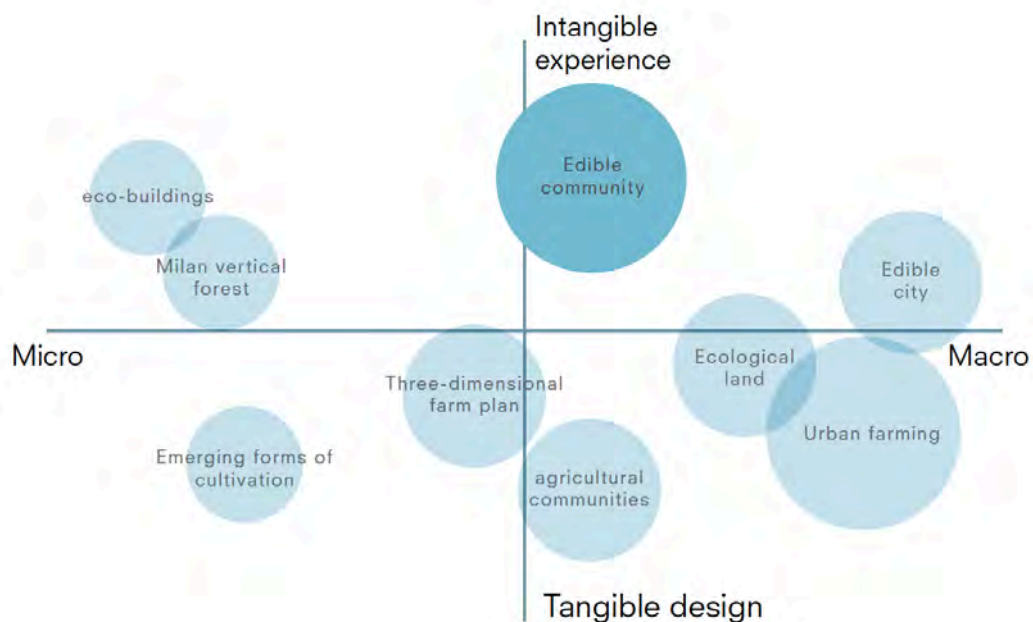 Intangible
experience
Edible
community
eco-buildings
Milan vertical
forest
Edible
city
Micro
Macro
Ecological
land
Three-dimensional
farm plan
Urban farming
Emerging forms of
cultivation
agricultural
communities
Tangible design